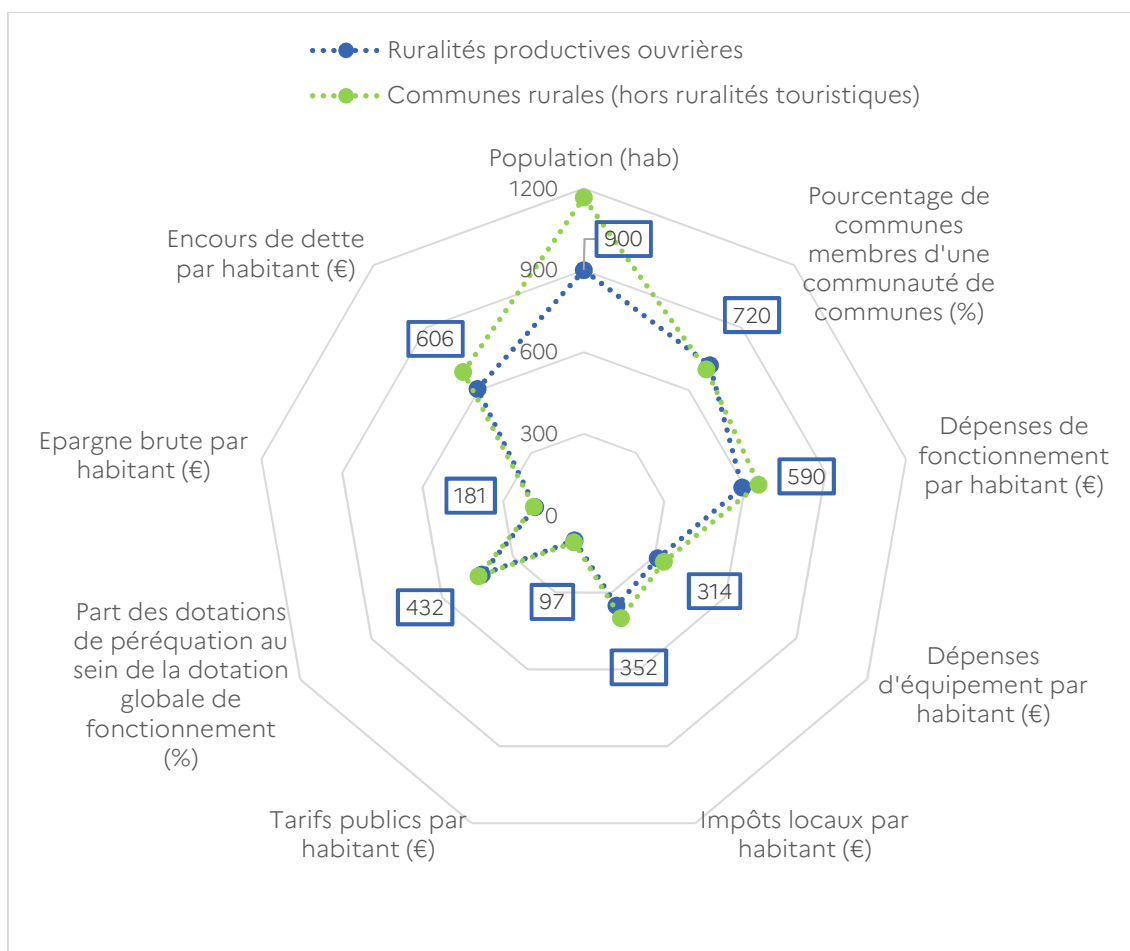 Ruralités productives ouvrières
Communes rurales (hors ruralités touristiques)
Population (hab)
1200
Pourcentage de
communes
membres d'une
communauté de
communes (%)
Encours de dette
par habitant (€)
900
900
720
606
600
Dépenses de
fonctionnement
par habitant (€)
Epargne brute par
habitant (€)
300
590
181
0
314
97
432
Part des dotations
de péréquation au
sein de la dotation
globale de
fonctionnement
(%)
352
Dépenses
d'équipement par
habitant (€)
Tarifs publics par
habitant (€)
Impôts locaux par
habitant (€)